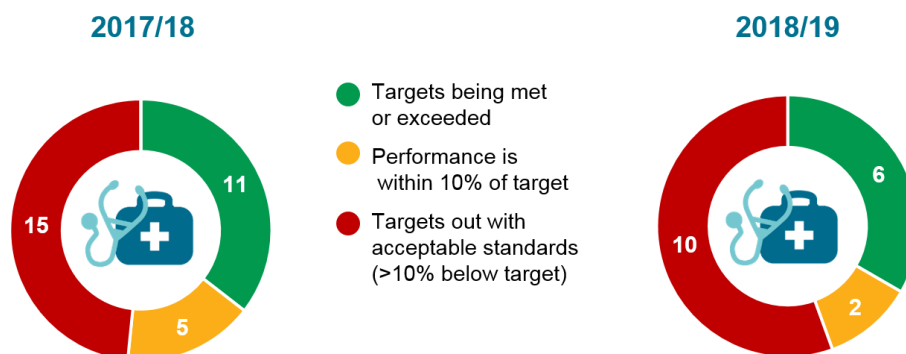 2017/18
2018/19
Targets being met
or exceeded
Performance is
within 10% of target
Targets out with
acceptable standards
(>10% below target)
11
15
5
6
10
2